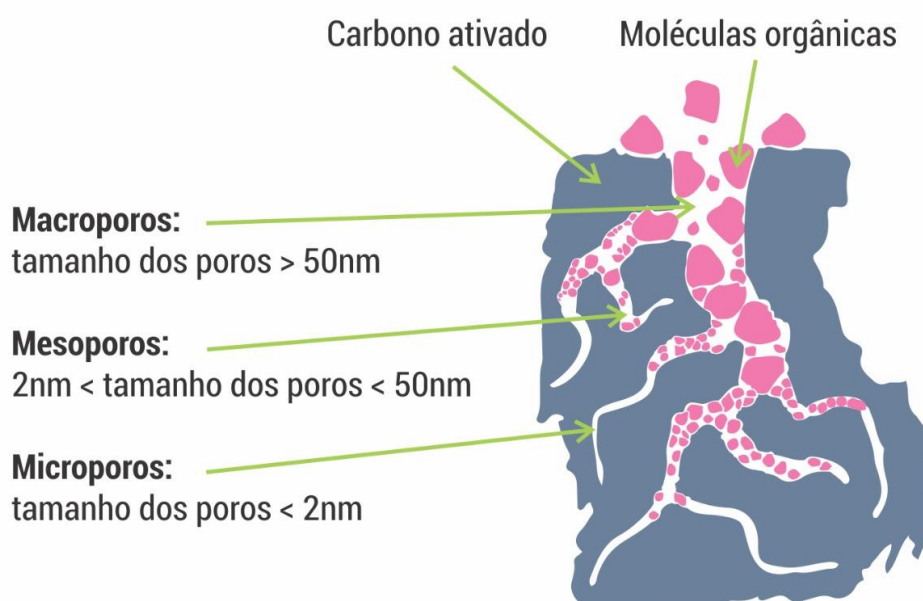 Carbono ativado
Moléculas orgânicas
Macroporos:
tamanho dos poros > 50nm
Mesoporos:
2nm < tamanho dos poros < 50nm
Microporos:
tamanho dos poros < 2nm